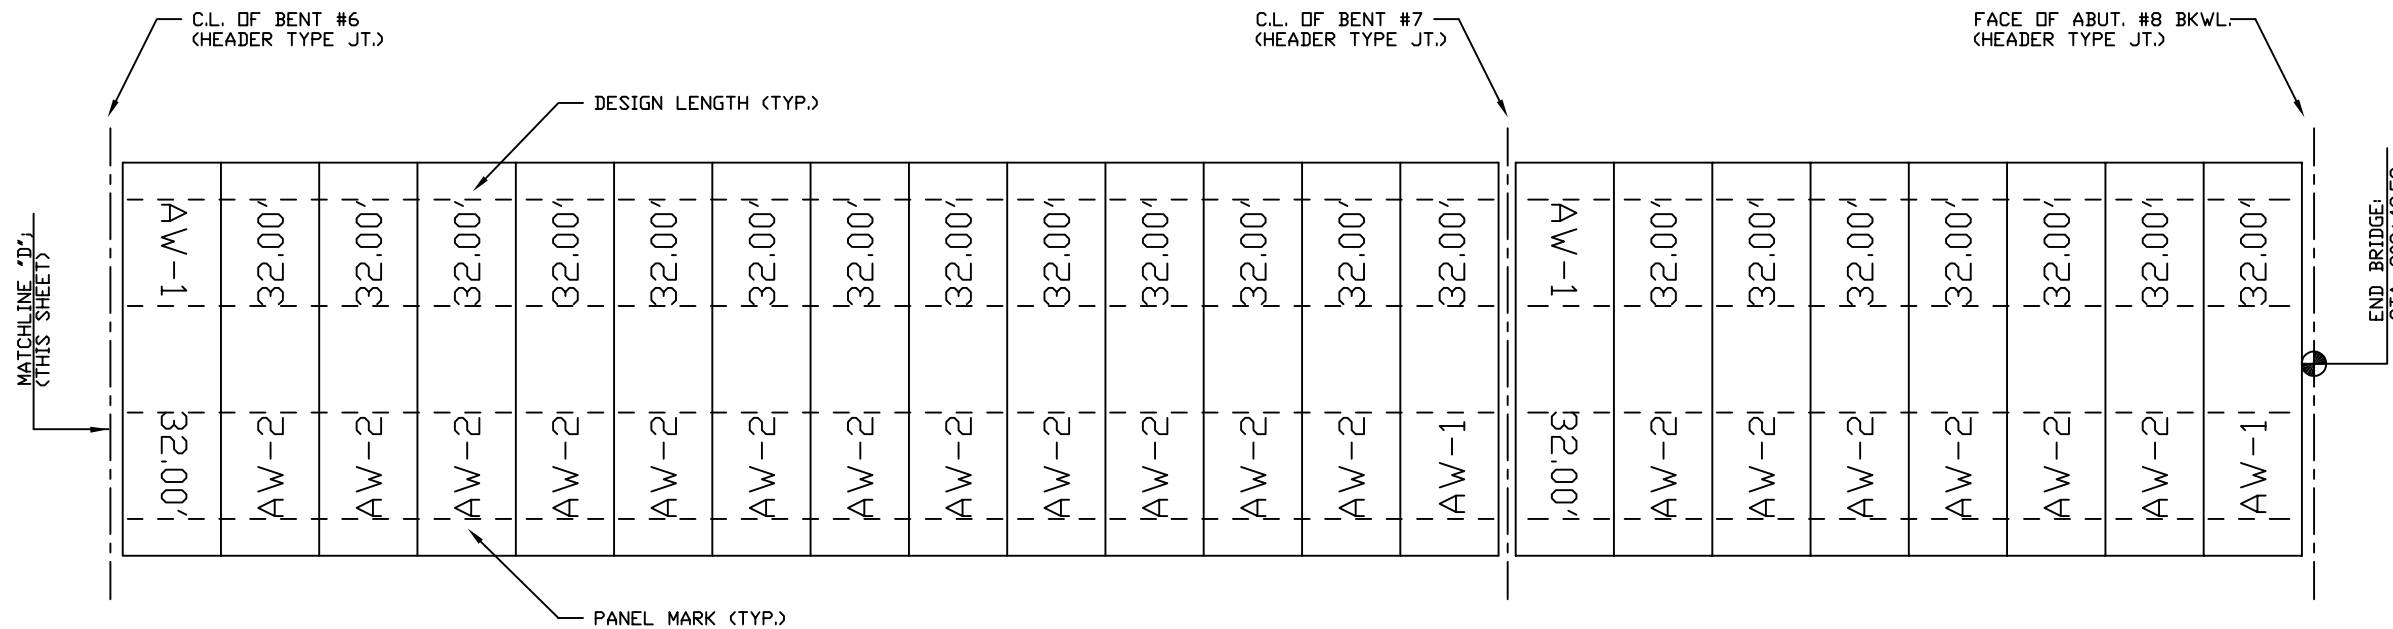 C.L. OF BENT #6
(HEADER TYPE JT.)
C.L. OF BENT #7
(HEADER TYPE JT.)
FACE OF ABUT. #8 BKWL.
(HEADER TYPE JT.)
DESIGN LENGTH (TYP.)
MATCHLINE "D";
(THIS SHEET)
AW-1 32.00' 32.00' 32.00' 32.00' 32.00' 32.00' 32.00' 32.00' 32.00' 32.00' 32.00' 32.00' 32.00' AW-1 32.00' 32.00' 32.00' 32.00' 32.00' 32.00' 32.00'
32.00' AW-2 AW-2 AW-2 AW-2 AW-2 AW-2 AW-2 AW-2 AW-2 AW-2 AW-2 AW-2 AW-1 32.00' AW-2 AW-2 AW-2 AW-2 AW-2 AW-2 AW-1
END BRIDGE:
PANEL MARK (TYP.)